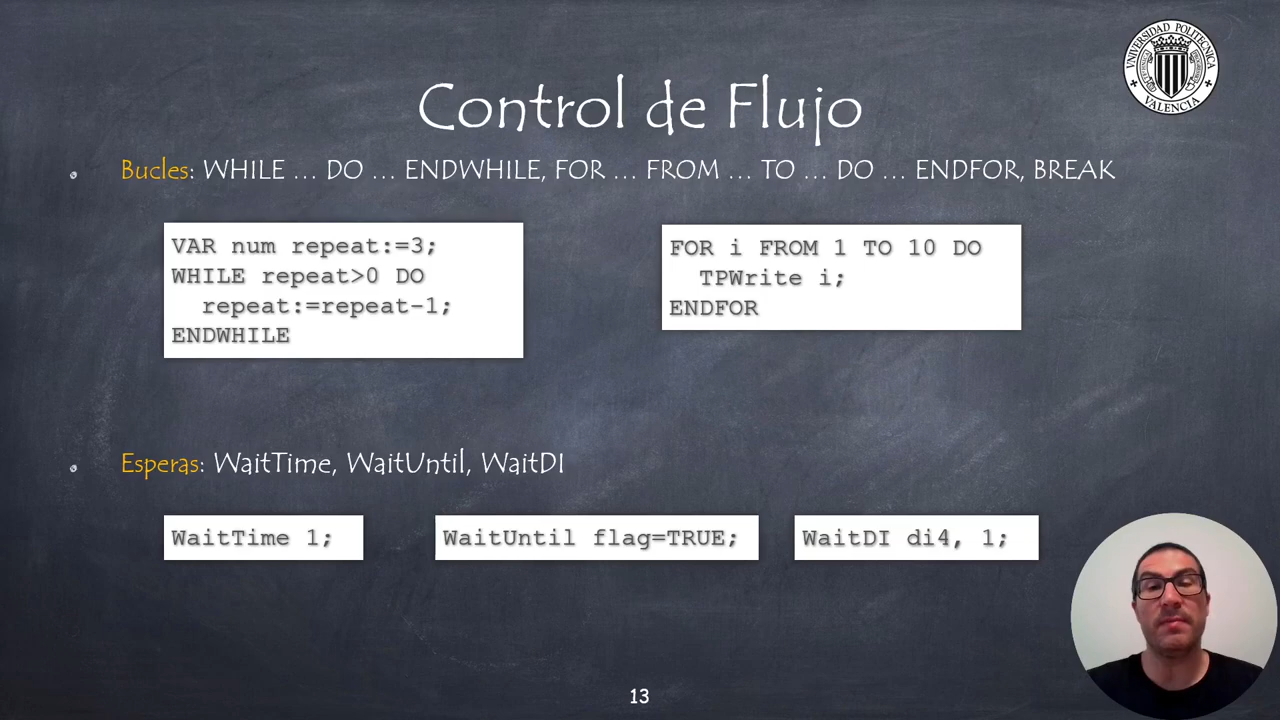 UNIVERSIDAD POLITECNICA
VALENCIA
Control de Flujo
Bucles: WHILE ... DO ... ENDWHILE, FOR ... FROM ... TO ... DO ... ENDFOR, BREAK
VAR num repeat:=3;
WHILE repeat>0 DO
repeat:=repeat-1;
ENDWHILE
FOR i FROM 1 TO 10 DO
TPWrite i;
ENDFOR
Esperas: WaitTime, WaitUntil, WaitDI
WaitTime 1;
WaitUntil flag=TRUE;
WaitDI di4, 1;
13